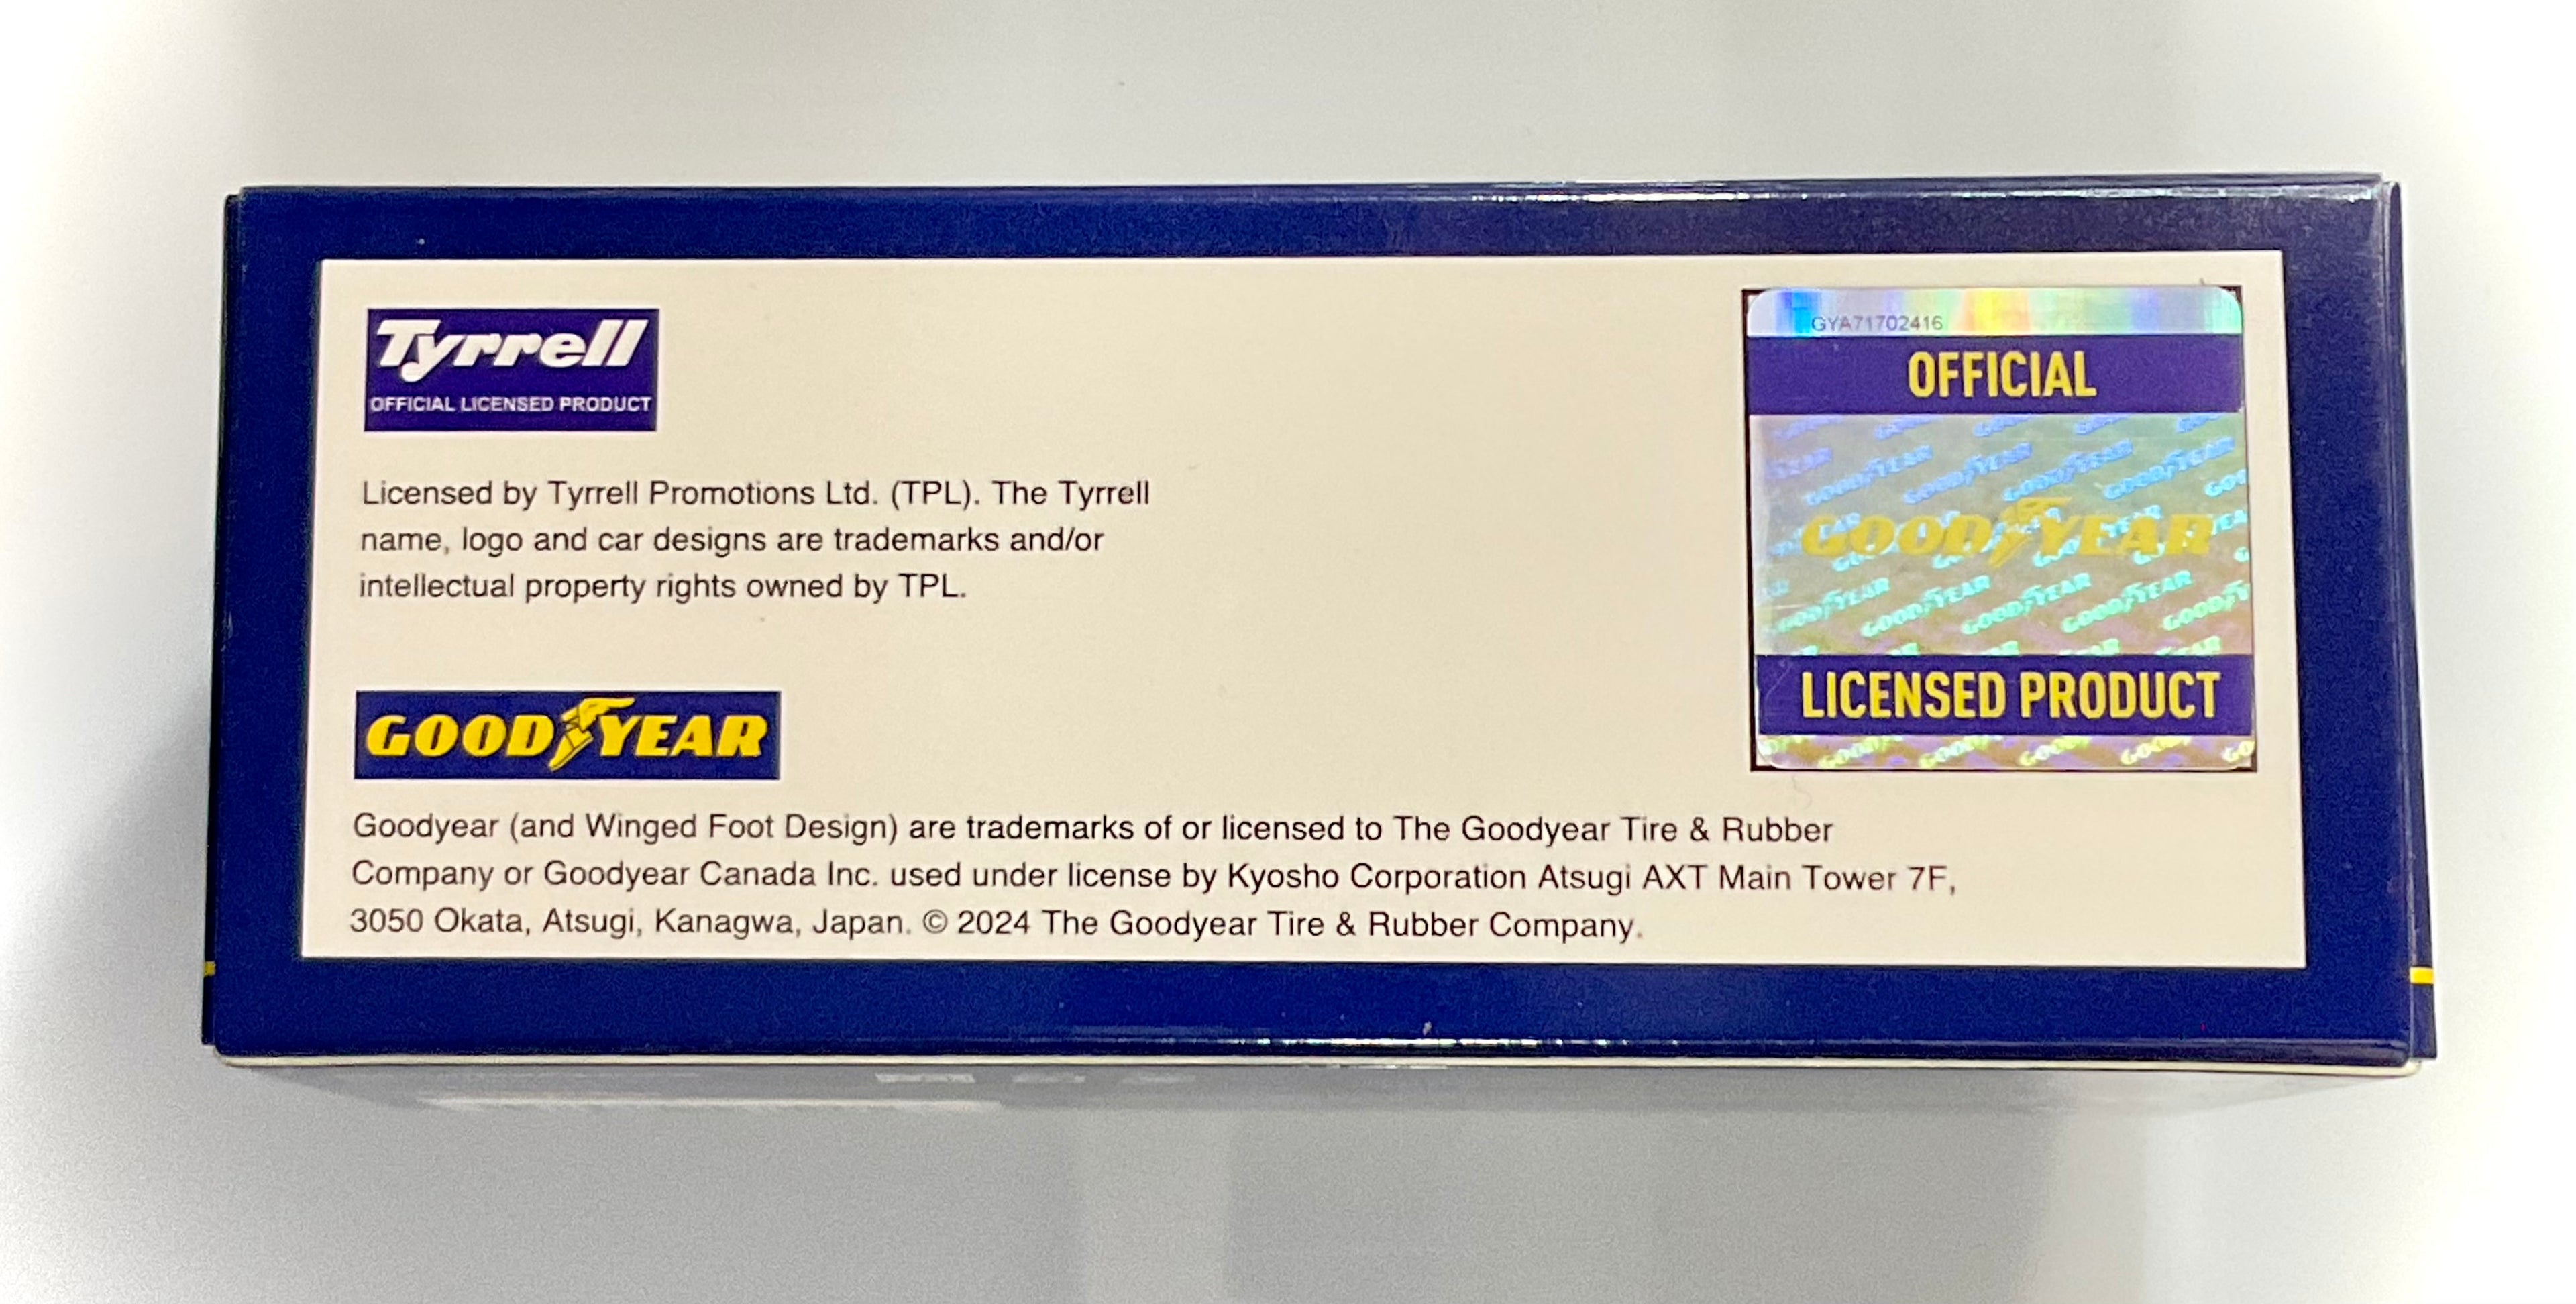 Tyrrell
OFFICIAL LICENSED PRODUCT
Licensed by Tyrrell Promotions Ltd. (TPL). The Tyrrell
name, logo and car designs are trademarks and/or
intellectual property rights owned by TPL.
GOODYEAR
Goodyear (and Winged Foot Design) are trademarks of or licensed to The Goodyear Tire & Rubber
Company or Goodyear Canada Inc. used under license by Kyosho Corporation Atsugi AXT Main Tower 7F,
3050 Okata, Atsugi, Kanagwa, Japan. © 2024 The Goodyear Tire & Rubber Company.
GYA71702416
OFFICIAL
GOODYEAR
LICENSED PRODUCT